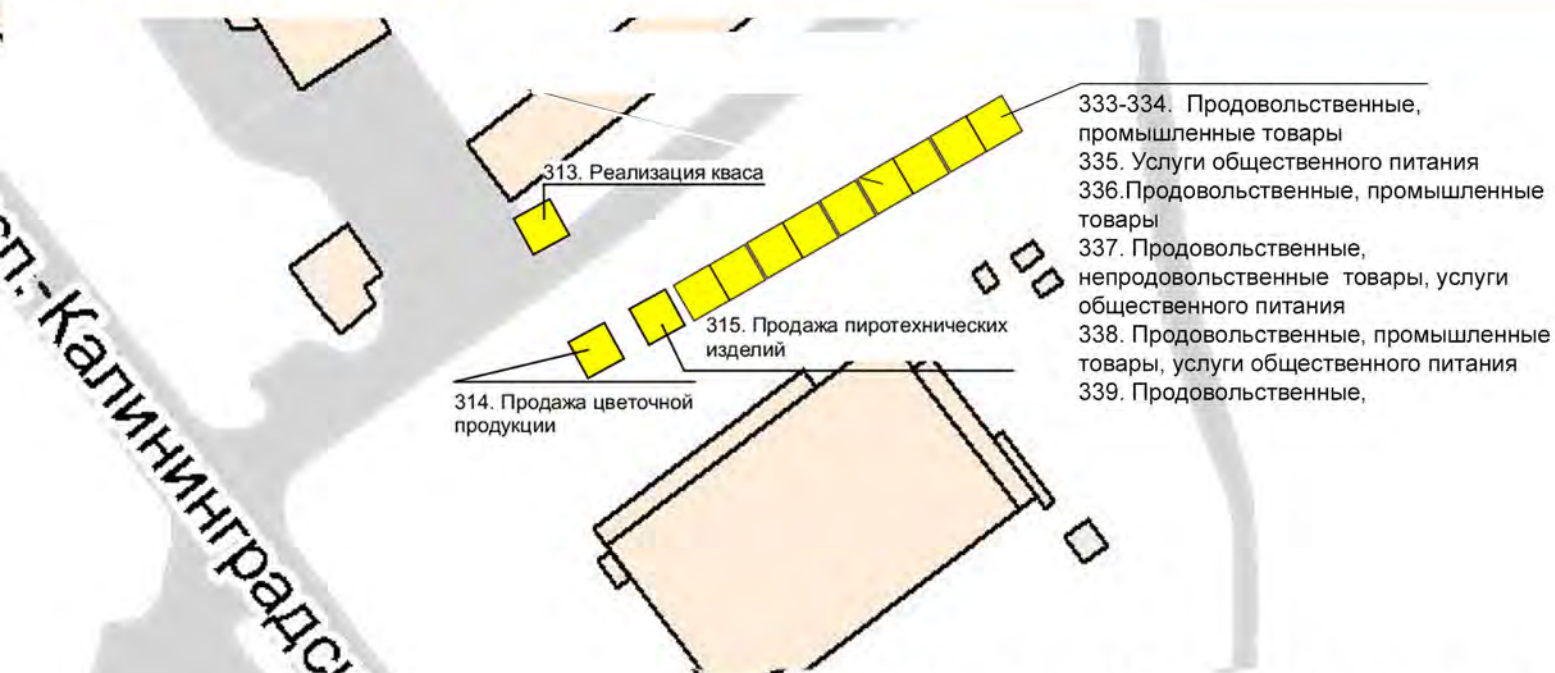 333-334. Продовольственные,
промышленные товары
335. Услуги общественного питания
336.Продовольственные, промышленные
товары
337. Продовольственные,
непродовольственные товары, услуги
общественного питания
338. Продовольственные, промышленные
товары, услуги общественного питания
339. Продовольственные,
313. Реализация кваса
315. Продажа пиротехнических
изделий
314. Продажа цветочной
продукции
сп.-Калининградск